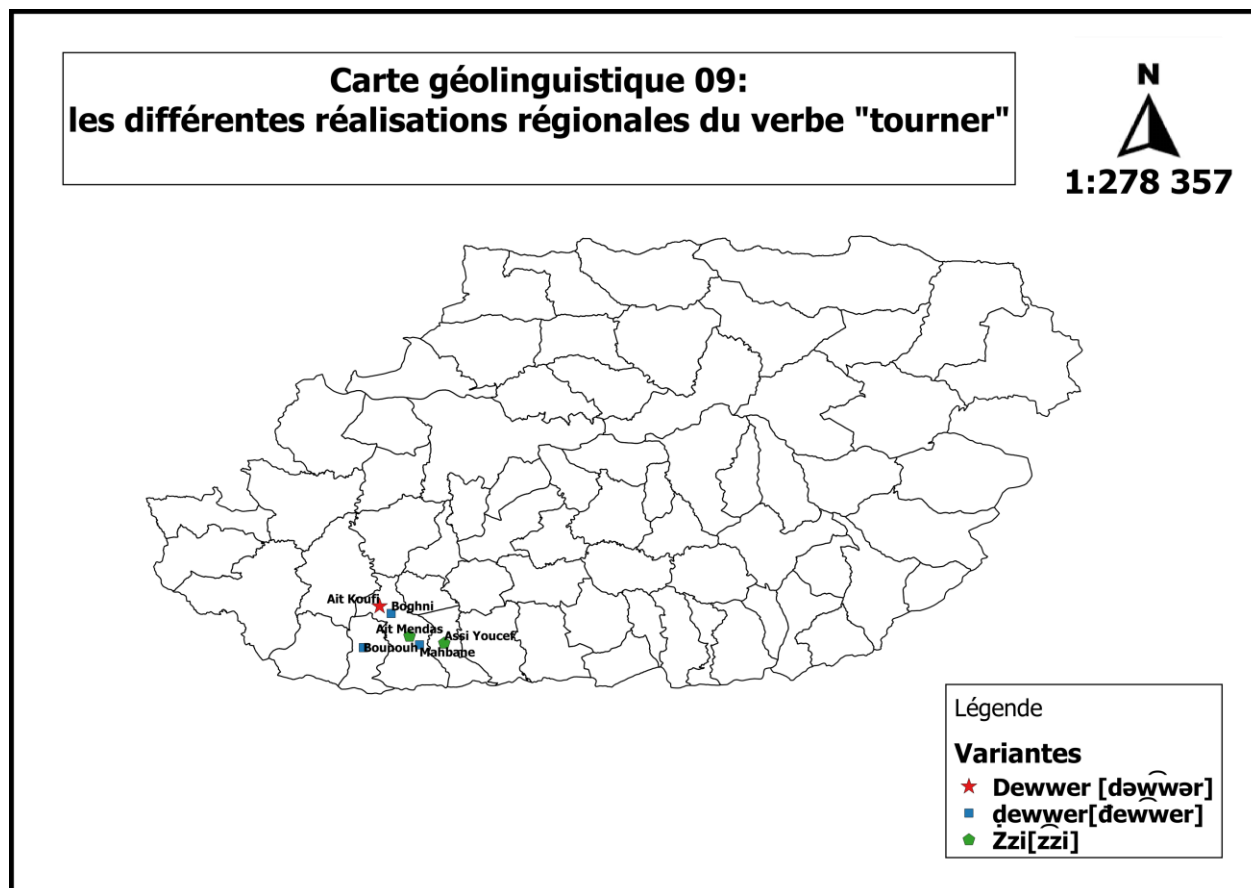 Carte géolinguistique 09:
les différentes réalisations régionales du verbe "tourner"
N
1:278 357
Ait Koufi
Boghni
Ait Mendas
Assi Youcef
Bounouh
Mahbane
Légende
Variantes
Dewwer [dəw͡wər]
ḍewwer[đew͡wer]
Zzi[z͡zi]